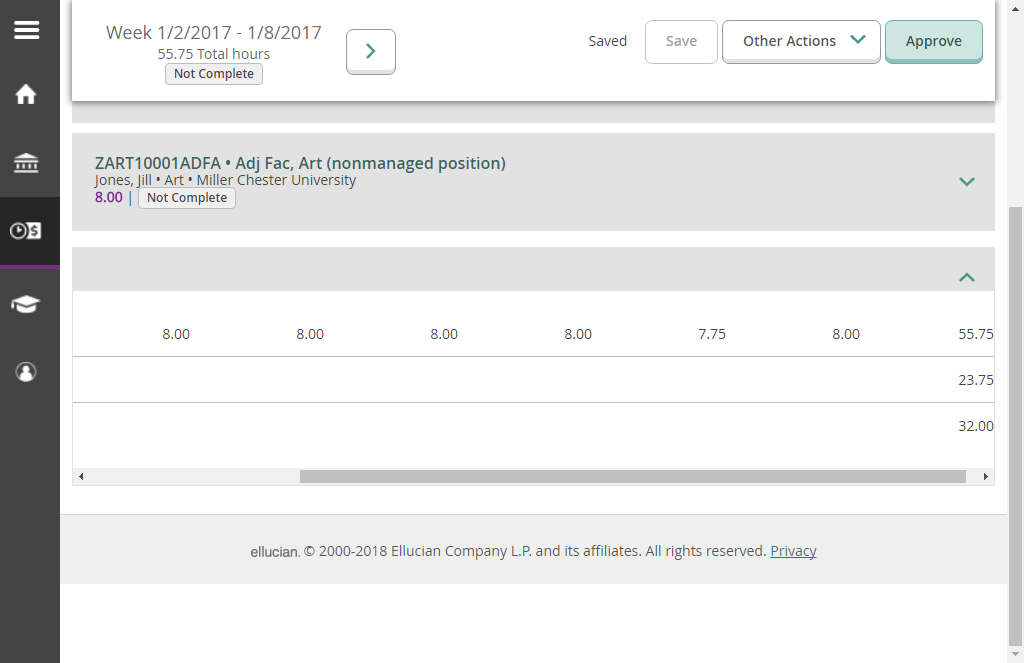 Week 1/2/2017 - 1/8/2017
55.75 Total hours
Not Complete
Saved
Save
Other Actions
Approve
ZART10001ADFA • Adj Fac, Art (nonmanaged position)
Jones, Jill • Art • Miller Chester University
8.00 | Not Complete
8.00 8.00 8.00 8.00 7.75 8.00 55.75
23.75
32.00
ellucian. © 2000-2018 Ellucian Company L.P. and its affiliates. All rights reserved. Privacy